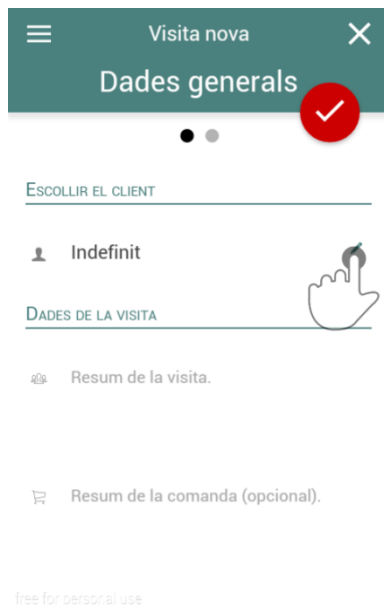 Visita nova
Dades generals
Escollir el client
Indefinit
Dades de la visita
Resum de la visita.
Resum de la comanda (opcional).
free for personal use